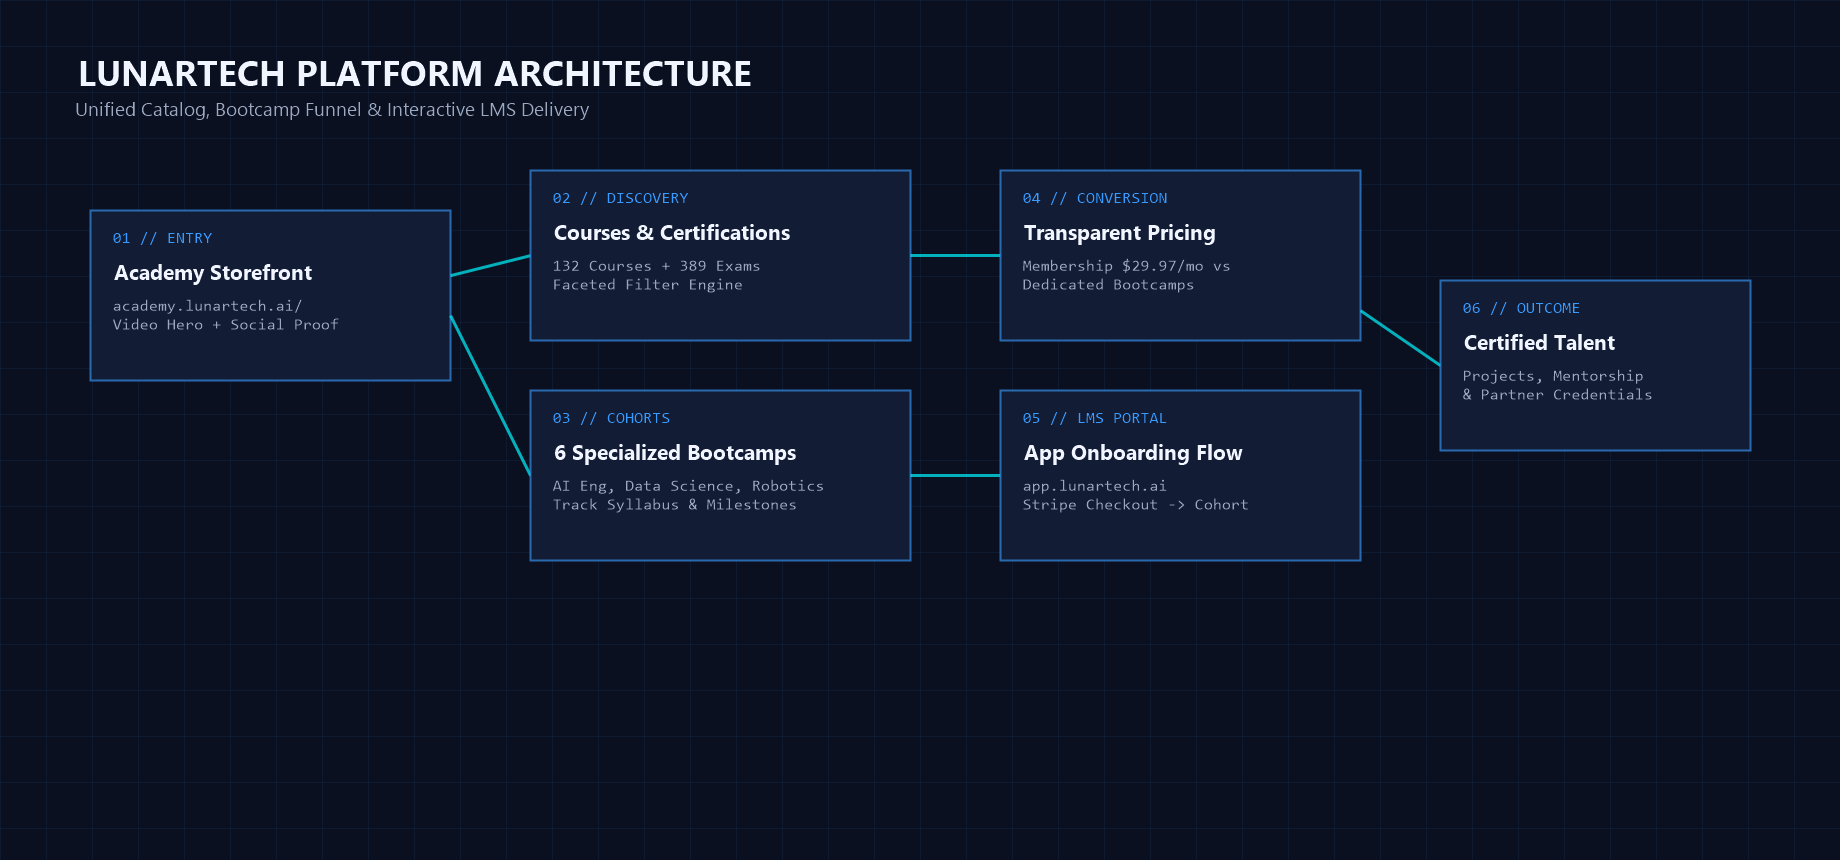 LUNARTECH PLATFORM ARCHITECTURE
Unified Catalog, Bootcamp Funnel & Interactive LMS Delivery
01 // ENTRY
Academy Storefront
academy.lunartech.ai/
Video Hero + Social Proof
02 // DISCOVERY
Courses & Certifications
132 Courses + 389 Exams
Faceted Filter Engine
03 // COHORTS
6 Specialized Bootcamps
AI Eng, Data Science, Robotics
Track Syllabus & Milestones
04 // CONVERSION
Transparent Pricing
Membership $29.97/mo vs
Dedicated Bootcamps
05 // LMS PORTAL
App Onboarding Flow
app.lunartech.ai
Stripe Checkout -> Cohort
06 // OUTCOME
Certified Talent
Projects, Mentorship
& Partner Credentials